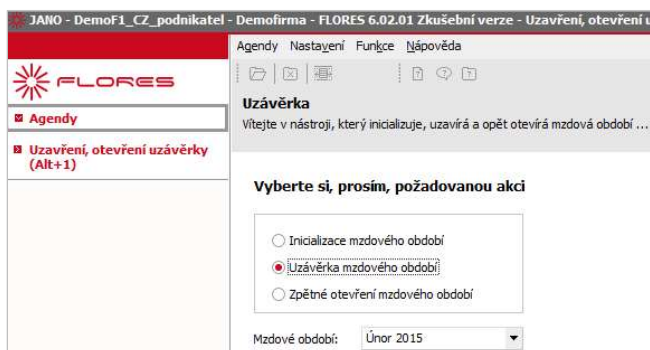 JANO - DemoF1_CZ_podnikatel - Demofirma - FLORES 6.02.01 Zkušební verze - Uzavření, otevření
Agendy Nastavení Funkce Nápověda
FLORES
Uzávěrka
Vítejte v nástroji, který inicializuje, uzavírá a opět otevírá mzdová období ...
Agendy
Uzavření, otevření uzávěrky
(Alt+1)
Vyberte si, prosím, požadovanou akci
Inicializace mzdového období
Uzávěrka mzdového období
Zpětné otevření mzdového období
Mzdové období: Únor 2015